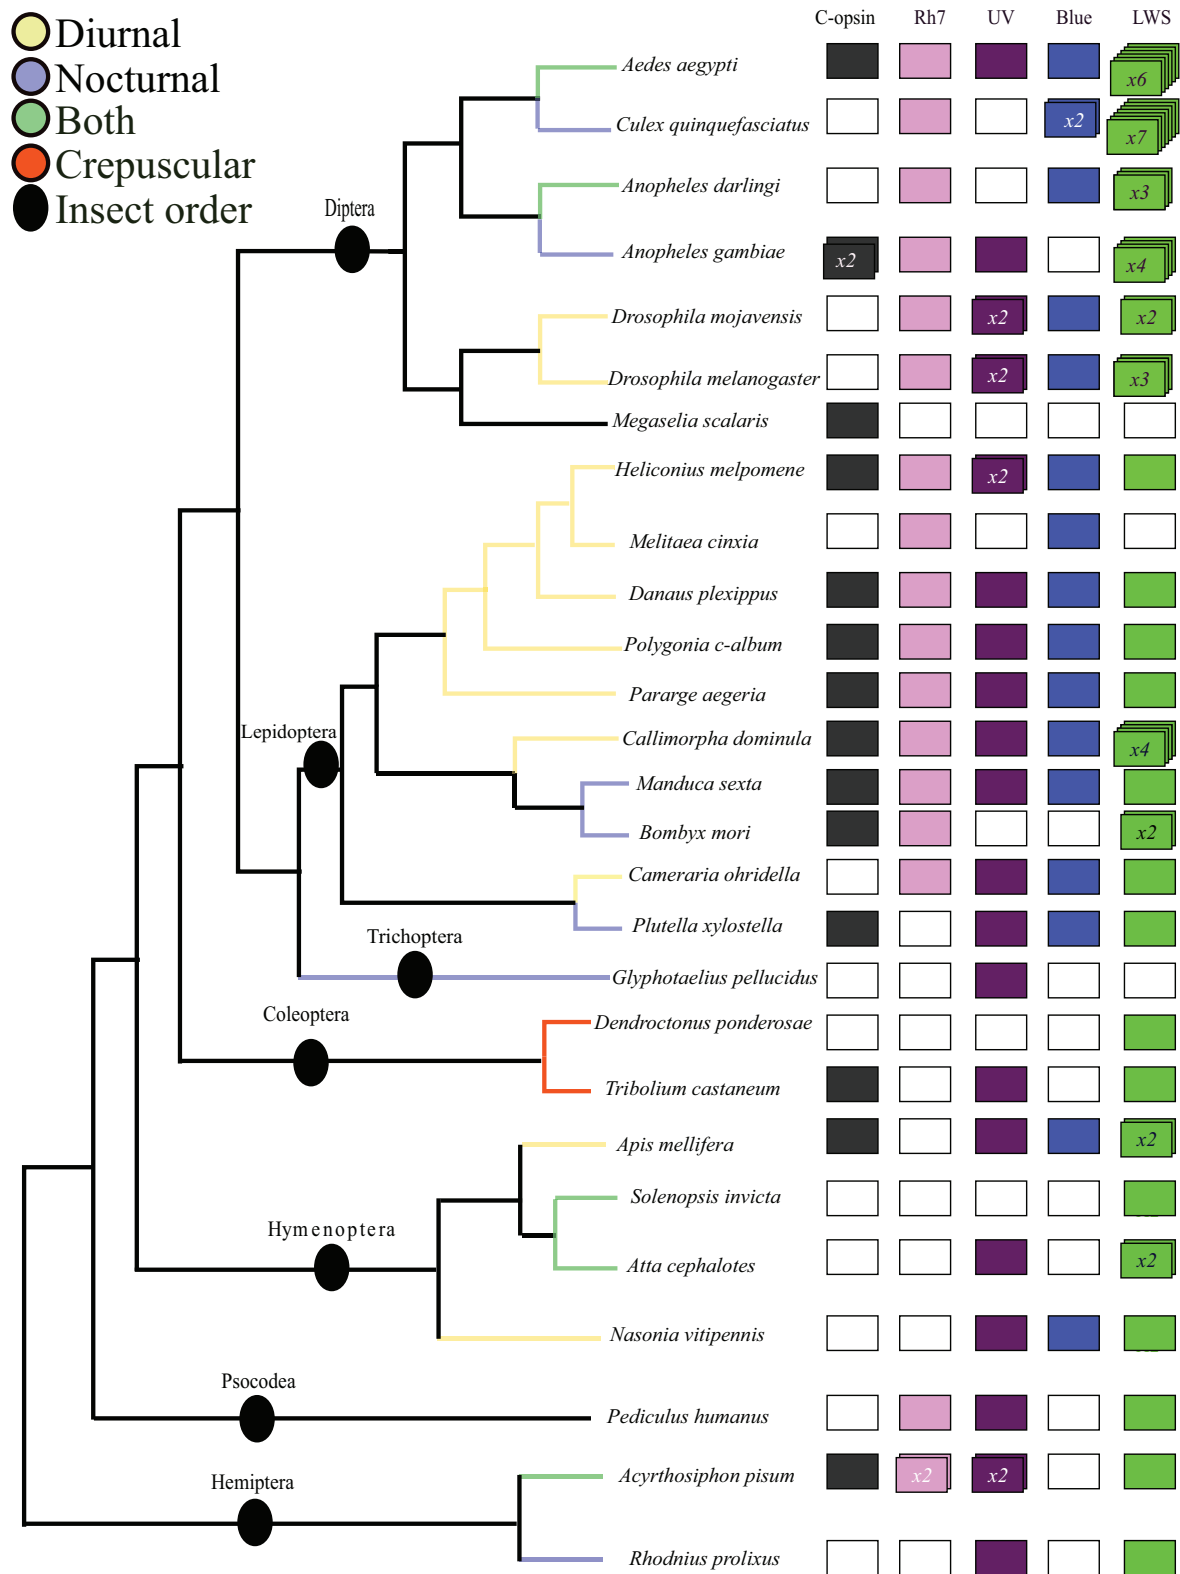 Diurnal
Nocturnal
Both
Crepuscular
Insect order
C-opsin Rh7 UV Blue LWS
Aedes aegypti x6
Culex quinquefasciatus x2 x7
Anopheles darlingi x3
Diptera
Anopheles gambiae x2 x4
Drosophila mojavensis x2 x2
Drosophila melanogaster x2 x3
Megaselia scalaris
Heliconius melpomene x2
Melitaea cinxia
Danaus plexippus
Polygonia c-album
Pararge aegeria
Lepidoptera
Callimorpha dominula x4
Manduca sexta
Bombyx mori x2
Cameraria ohridella
Plutella xylostella
Trichoptera
Glyphotaelius pellucidus
Coleoptera
Dendroctonus ponderosae
Tribolium castaneum
Apis mellifera x2
Solenopsis invicta
Hymenoptera
Atta cephalotes x2
Nasonia vitipennis
Psocodea
Pediculus humanus
Hemiptera
Acyrthosiphon pisum x2 x2
Rhodnius prolixus